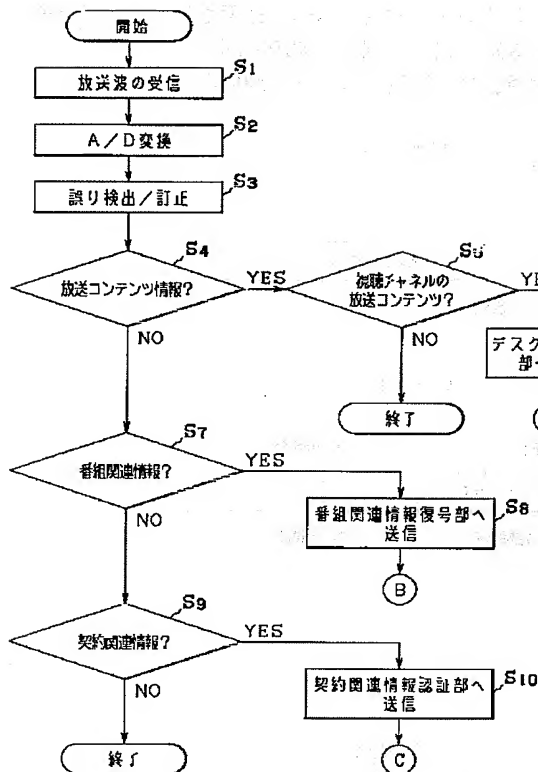 開始
放送波の受信
S1
A/D変換
S2
誤り検出/訂正
S3
放送コンテンツ情報?
S4
YES
NO
視聴チャネルの
放送コンテンツ?
YE
NO
デスク
部
終了
番組関連情報?
S7
YES
NO
番組関連情報復号部へ
送信
S8
B
契約関連情報?
S9
YES
NO
契約関連情報認証部へ
送信
S10
C
終了